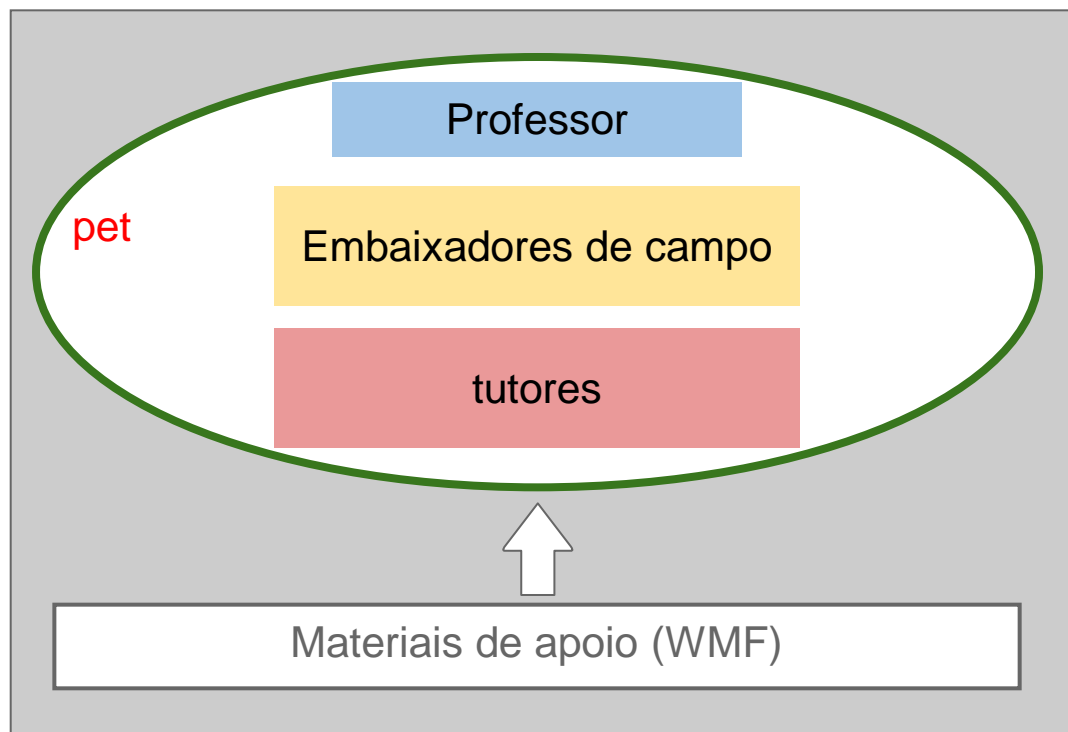 Professor
pet
Embaixadores de campo
tutores
Materiais de apoio (WMF)